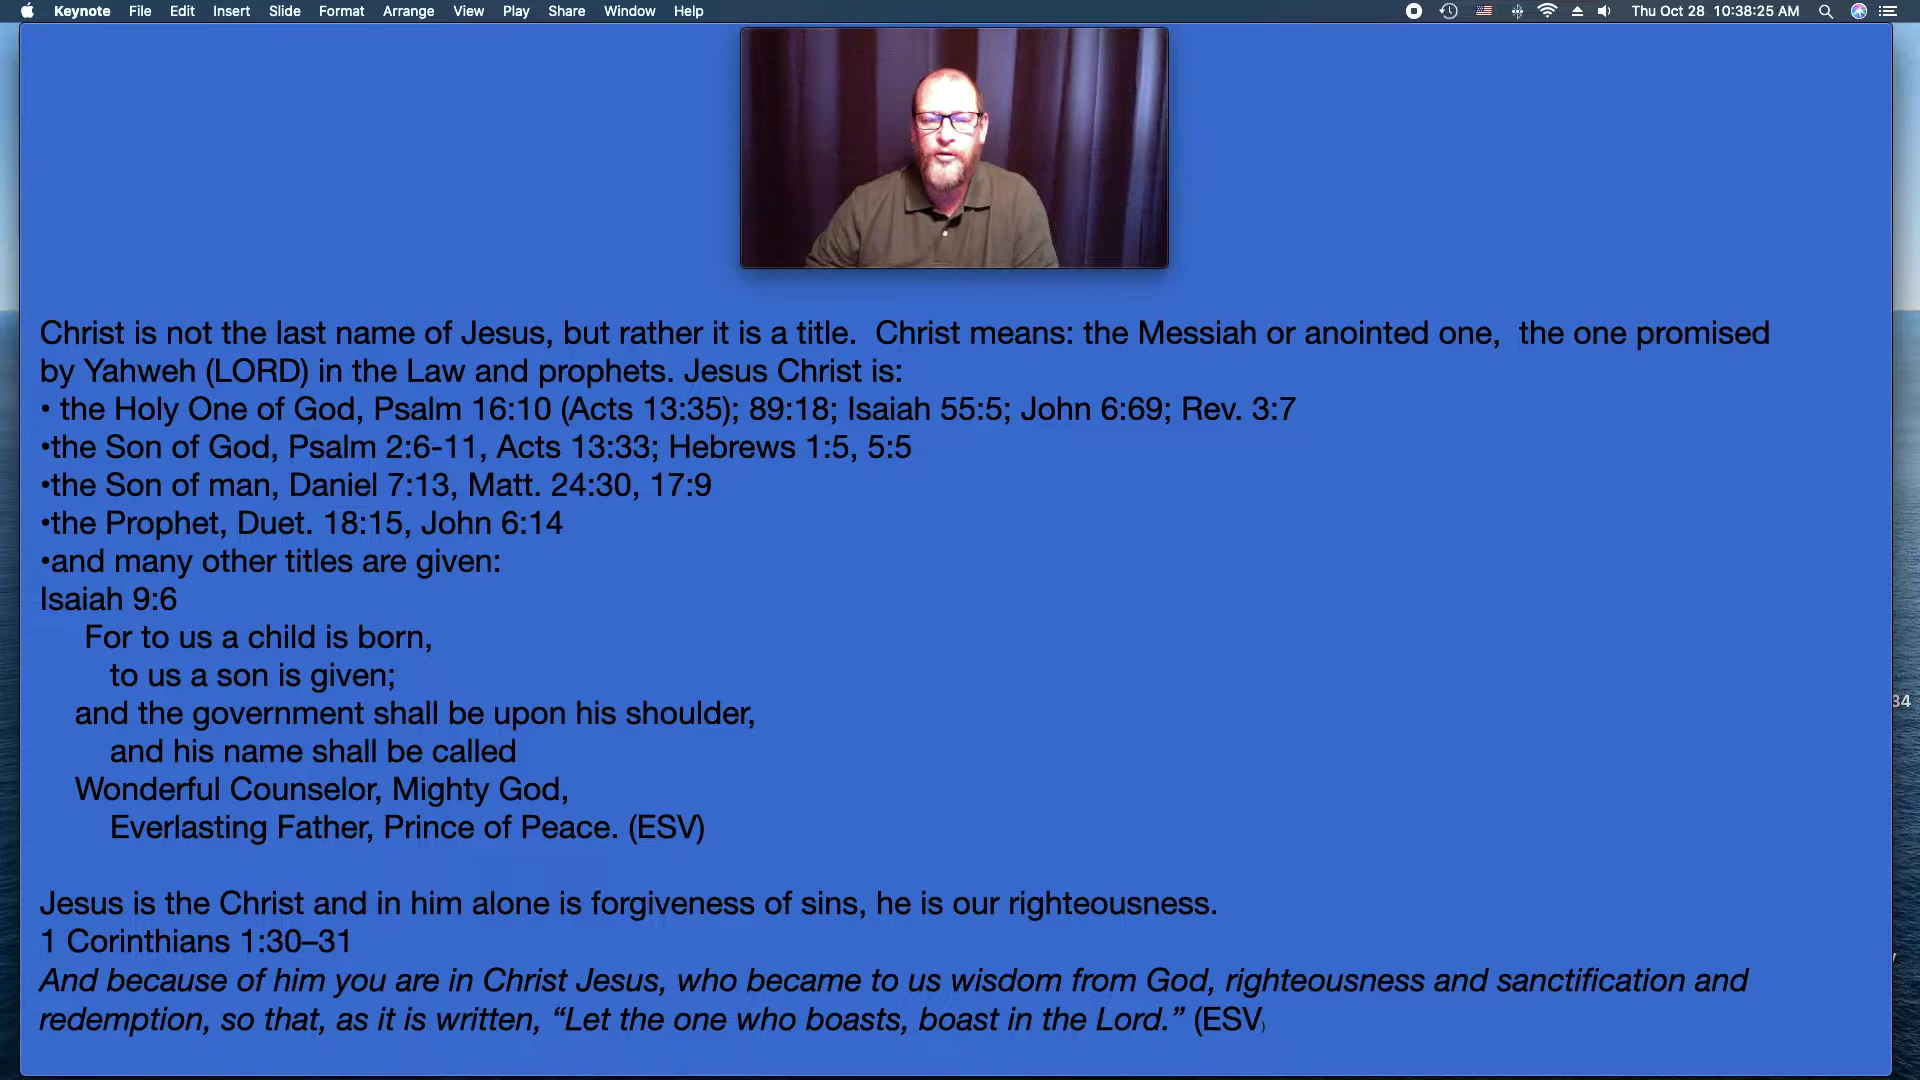 Keynote File Edit Insert Slide Format Arrange View Play Share Window Help Thu Oct 28 10:38:25 AM
Christ is not the last name of Jesus, but rather it is a title. Christ means: the Messiah or anointed one, the one promised
by Yahweh (LORD) in the Law and prophets. Jesus Christ is:
• the Holy One of God, Psalm 16:10 (Acts 13:35); 89:18; Isaiah 55:5; John 6:69; Rev. 3:7
•the Son of God, Psalm 2:6-11, Acts 13:33; Hebrews 1:5, 5:5
•the Son of man, Daniel 7:13, Matt. 24:30, 17:9
•the Prophet, Duet. 18:15, John 6:14
•and many other titles are given:
Isaiah 9:6
For to us a child is born,
to us a son is given;
and the government shall be upon his shoulder,
34
and his name shall be called
Wonderful Counselor, Mighty God,
Everlasting Father, Prince of Peace. (ESV)
Jesus is the Christ and in him alone is forgiveness of sins, he is our righteousness.
1 Corinthians 1:30–31
And because of him you are in Christ Jesus, who became to us wisdom from God, righteousness and sanctification and
redemption, so that, as it is written, “Let the one who boasts, boast in the Lord.” (ESV)